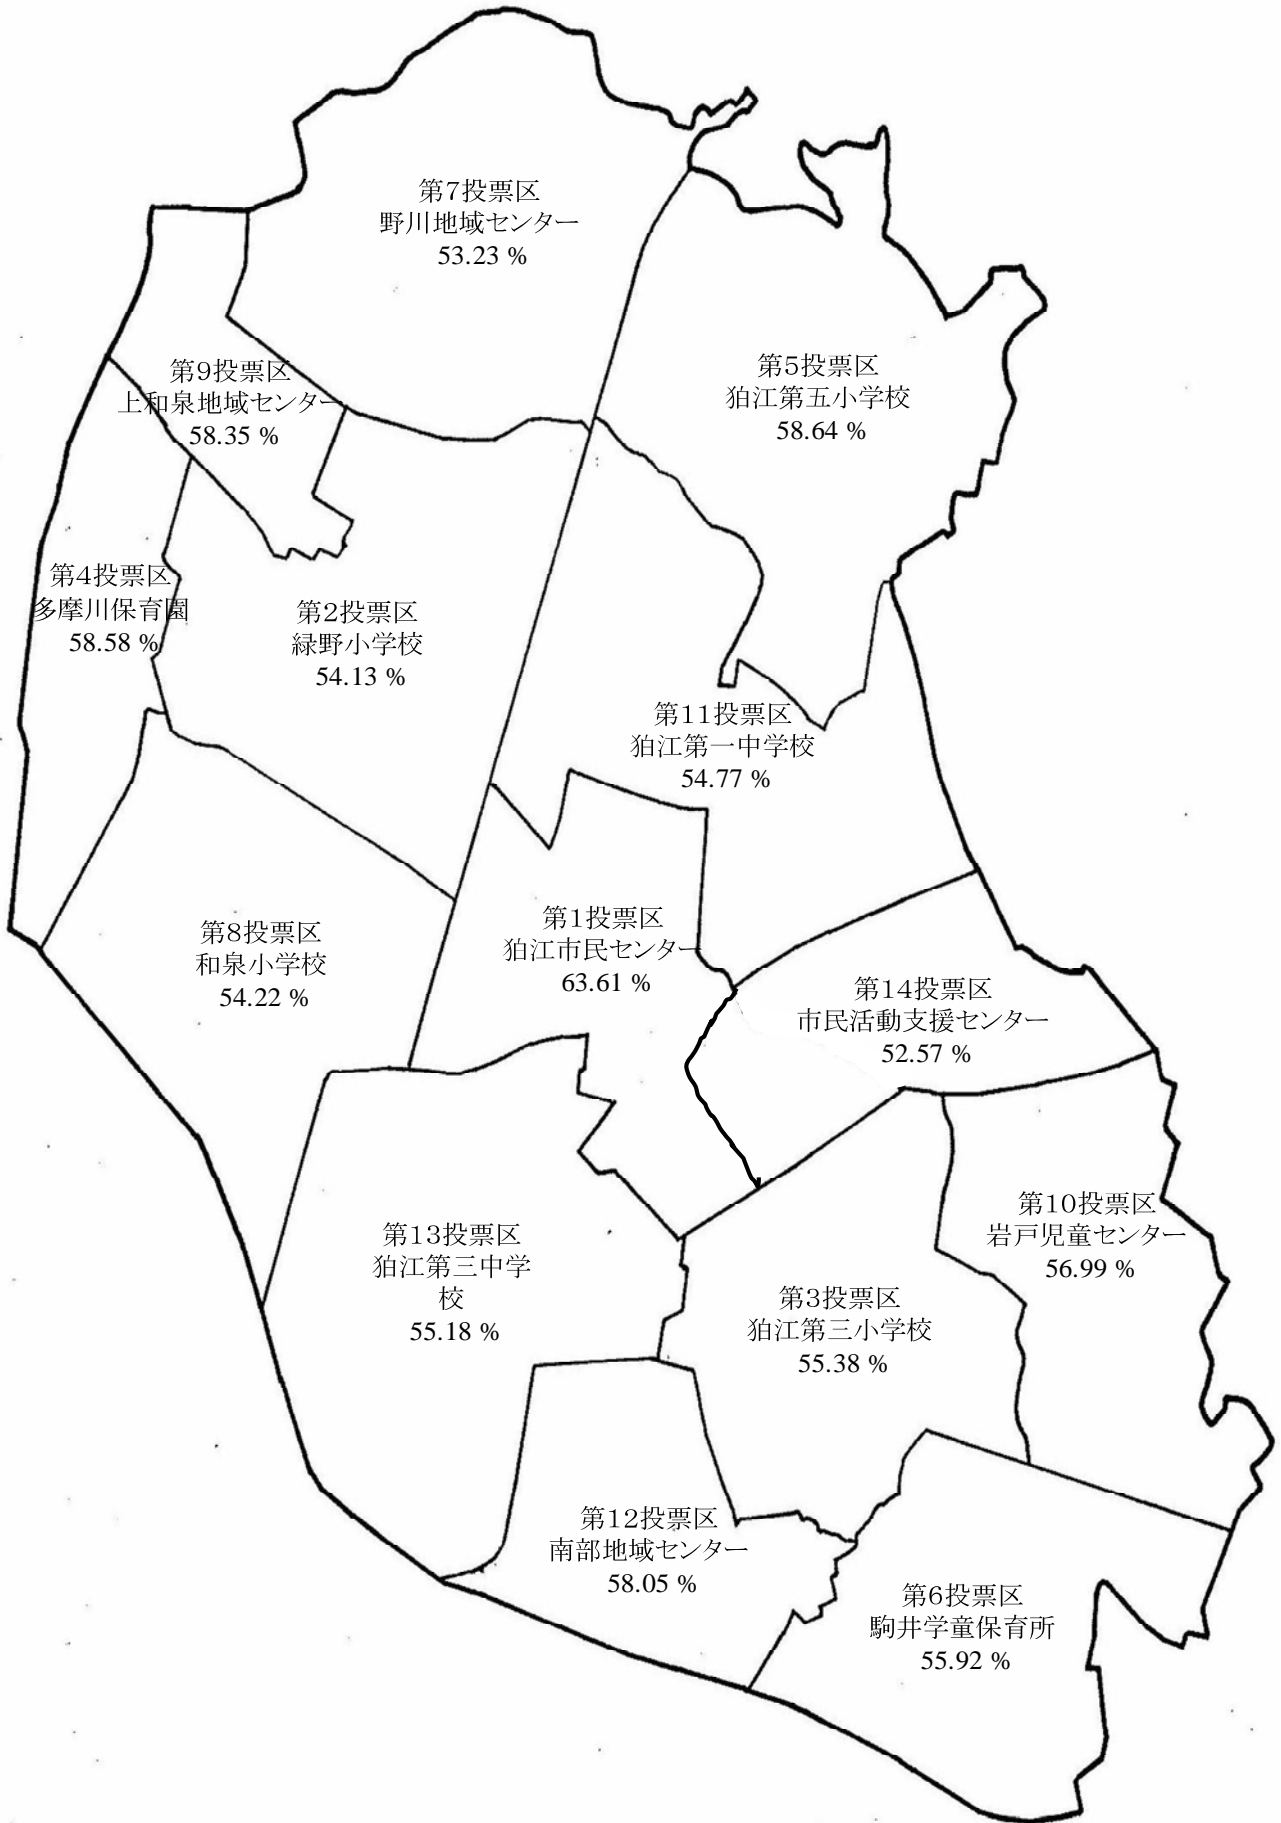 第7投票区
野川地域センター
53.23 %
第5投票区
狛江第五小学校
58.64 %
第9投票区
上和泉地域センター
58.35 %
第4投票区
多摩川保育園
58.58 %
第2投票区
緑野小学校
54.13 %
第11投票区
狛江第一中学校
54.77 %
第8投票区
和泉小学校
54.22 %
第1投票区
狛江市民センター
63.61 %
第14投票区
市民活動支援センター
52.57 %
第10投票区
岩戸児童センター
56.99 %
第13投票区
狛江第三中学
校
55.18 %
第3投票区
狛江第三小学校
55.38 %
第12投票区
南部地域センター
58.05 %
第6投票区
駒井学童保育所
55.92 %